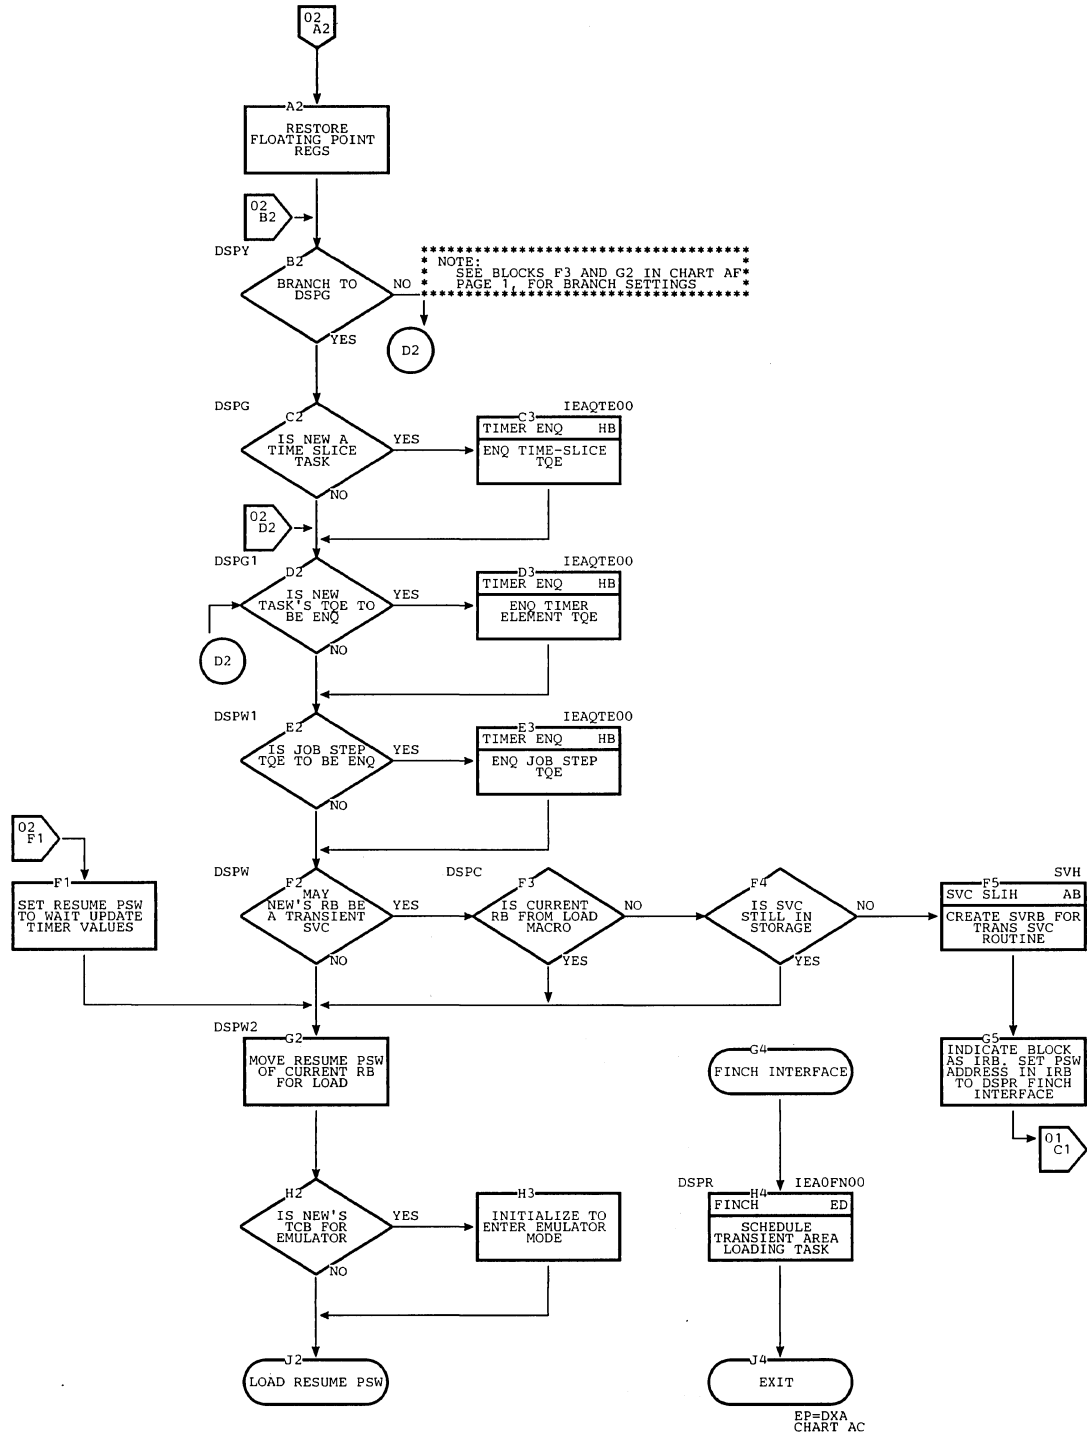 02
A2
A2
RESTORE
FLOATING POINT
REGS
02
B2
DSPY
B2
BRANCH TO
DSPG
NO
YES
NOTE:
SEE BLOCKS F3 AND G2 IN CHART AF
PAGE 1, FOR BRANCH SETTINGS
D2
DSPG
C2
IS NEW A
TIME SLICE
TASK
YES
NO
IEAQTE00
C3
TIMER ENQ HB
ENQ TIME-SLICE
TQE
02
D2
DSPG1
D2
IS NEW
TASK'S TQE TO
BE ENQ
YES
NO
D2
IEAQTE00
D3
TIMER ENQ HB
ENQ TIMER
ELEMENT TQE
DSPW1
E2
IS JOB STEP
TQE TO BE ENQ
YES
NO
IEAQTE00
E3
TIMER ENQ HB
ENQ JOB STEP
TQE
02
F1
F1
SET RESUME PSW
TO WAIT UPDATE
TIMER VALUES
DSPW
F2
MAY
NEW'S RB BE
A TRANSIENT
SVC
YES
NO
DSPC
F3
IS CURRENT
RB FROM LOAD
MACRO
NO
YES
F4
IS SVC
STILL IN
STORAGE
NO
YES
SVH
F5
SVC SLIH AB
CREATE SVRB FOR
TRANS SVC
ROUTINE
DSPW2
G2
MOVE RESUME PSW
OF CURRENT RB
FOR LOAD
G4
FINCH INTERFACE
G5
INDICATE BLOCK
AS IRB. SET PSW
ADDRESS IN IRB
TO DSPR FINCH
INTERFACE
01
C1
H2
IS NEW'S
TCB FOR
EMULATOR
YES
NO
H3
INITIALIZE TO
ENTER EMULATOR
MODE
DSPR
IEA0FN00
H4
FINCH ED
SCHEDULE
TRANSIENT AREA
LOADING TASK
J2
LOAD RESUME PSW
J4
EXIT
EP=DXA
CHART AC